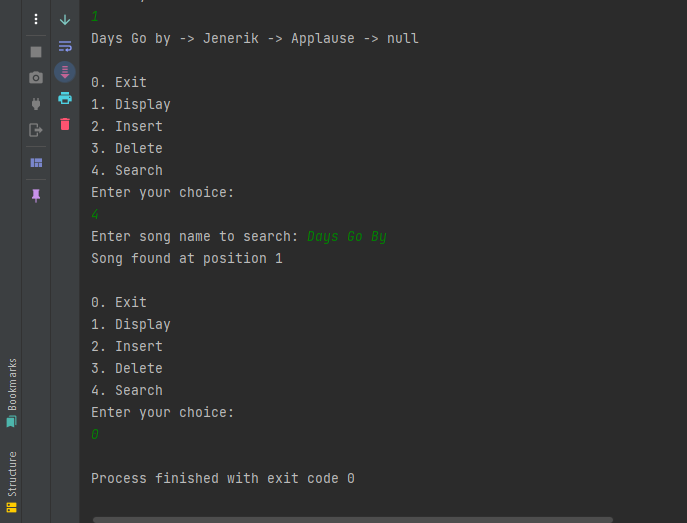 1
Days Go by -> Jenerik -> Applause -> null
0. Exit
1. Display
2. Insert
3. Delete
4. Search
Enter your choice:
4
Enter song name to search: Days Go By
Song found at position 1
0. Exit
1. Display
2. Insert
3. Delete
4. Search
Enter your choice:
0
Process finished with exit code 0
Bookmarks
Structure